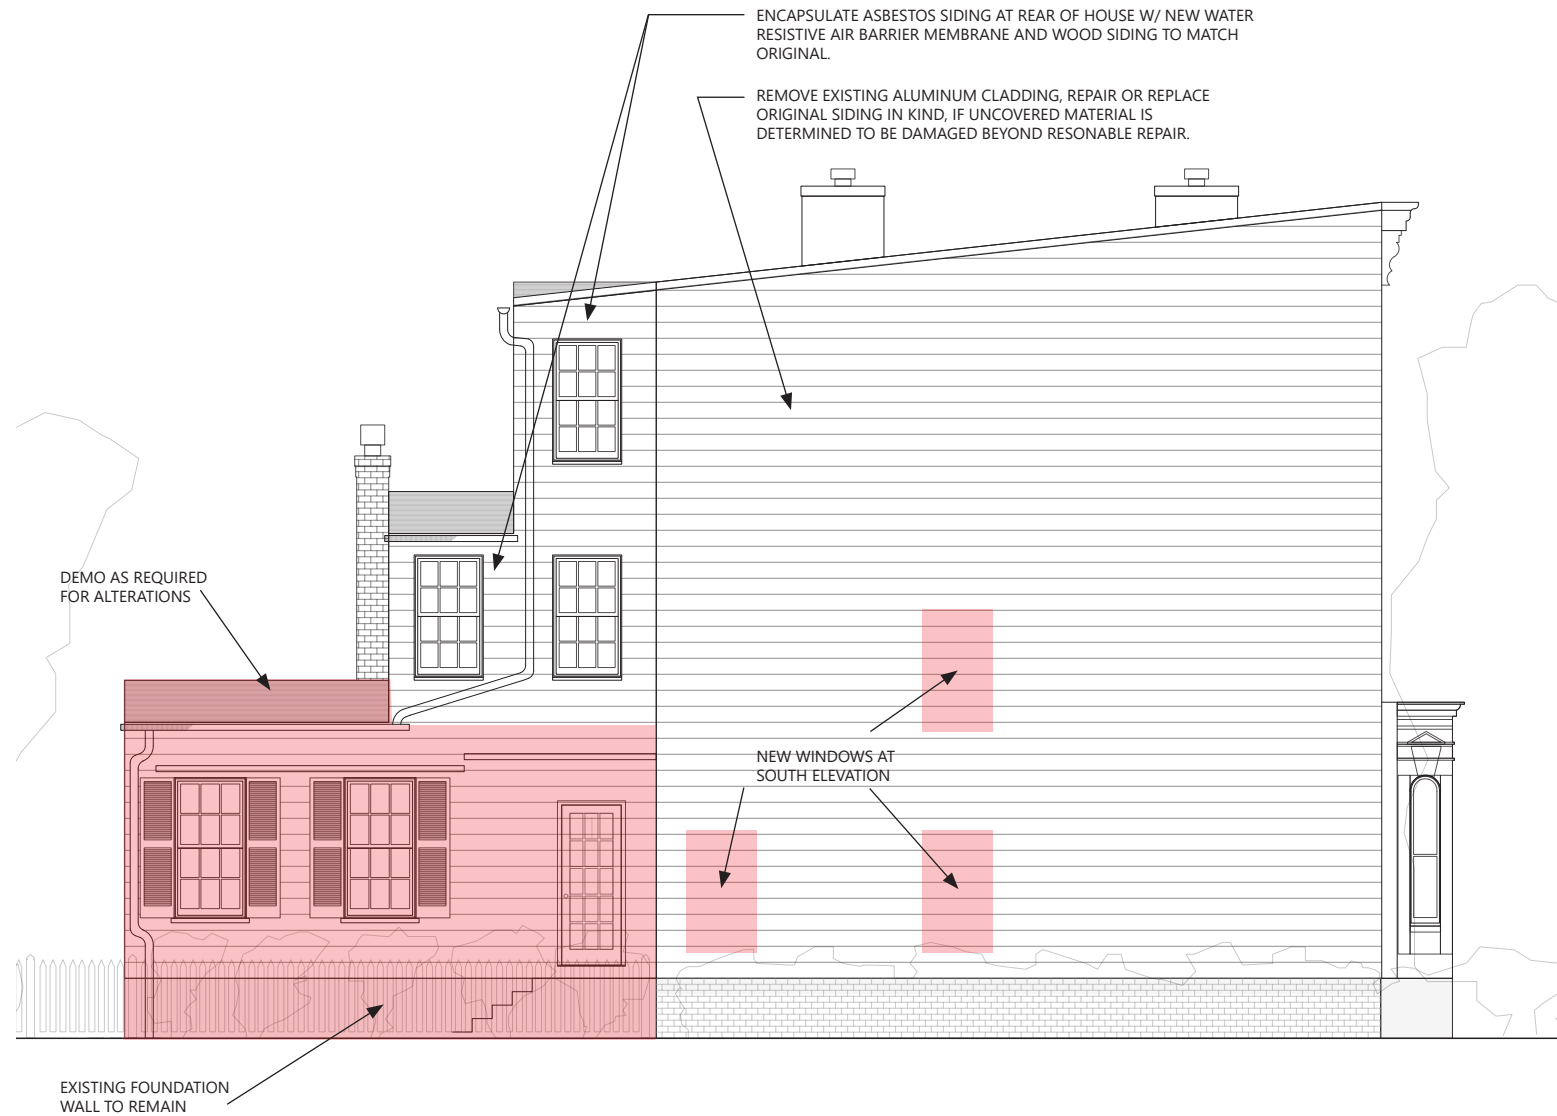 ENCAPSULATE ASBESTOS SIDING AT REAR OF HOUSE W/ NEW WATER
RESISTIVE AIR BARRIER MEMBRANE AND WOOD SIDING TO MATCH
ORIGINAL.
REMOVE EXISTING ALUMINUM CLADDING, REPAIR OR REPLACE
ORIGINAL SIDING IN KIND, IF UNCOVERED MATERIAL IS
DETERMINED TO BE DAMAGED BEYOND RESONABLE REPAIR.
DEMO AS REQUIRED
FOR ALTERATIONS
NEW WINDOWS AT
SOUTH ELEVATION
EXISTING FOUNDATION
WALL TO REMAIN